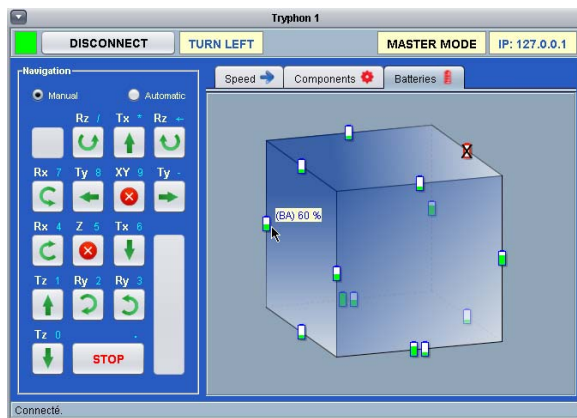 Tryphon 1
DISCONNECT TURN LEFT MASTER MODE IP: 127.0.0.1
Navigation
Manual Automatic
Rz / Tx * Rz ←
Rx 7 Ty 8 XY 9 Ty -
Rx 4 Z 5 Tx 6
Tz 1 Ry 2 Ry 3
Tz 0 .
STOP
Speed Components Batteries
(BA) 60 %
Connecté.